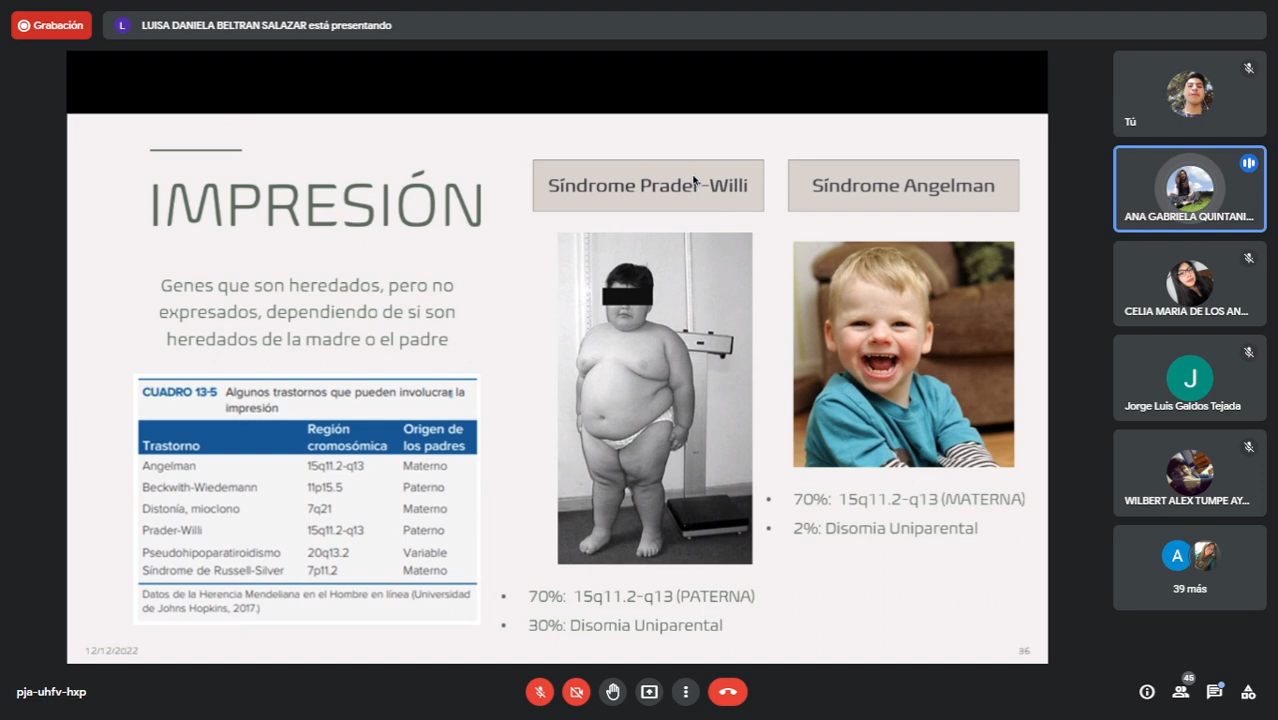 Grabación
L
LUISA DANIELA BELTRAN SALAZAR está presentando
IMPRESIÓN
Genes que son heredados, pero no
expresados, dependiendo de si son
heredados de la madre o el padre
CUADRO 13-5 Algunos trastornos que pueden involucrar la
impresión
Trastorno Región cromosómica Origen de los padres
Angelman 15q11.2-q13 Materno
Beckwith-Wiedemann 11p15.5 Paterno
Distonía, mioclono 7q21 Materno
Prader-Willi 15q11.2-q13 Paterno
Pseudohipoparatiroidismo 20q13.2 Variable
Síndrome de Russell-Silver 7p11.2 Materno
Datos de la Herencia Mendeliana en el Hombre en línea (Universidad
de Johns Hopkins, 2017.)
Síndrome Prader-Willi
• 70%: 15q11.2-q13 (PATERNA)
• 30%: Disomia Uniparental
Síndrome Angelman
• 70%: 15q11.2-q13 (MATERNA)
• 2%: Disomia Uniparental
12/12/2022
36
Tú
ANA GABRIELA QUINTANI...
CELIA MARIA DE LOS AN...
J
Jorge Luis Galdos Tejada
WILBERT ALEX TUMPE AY...
A
39 más
pja-uhfv-hxp
45